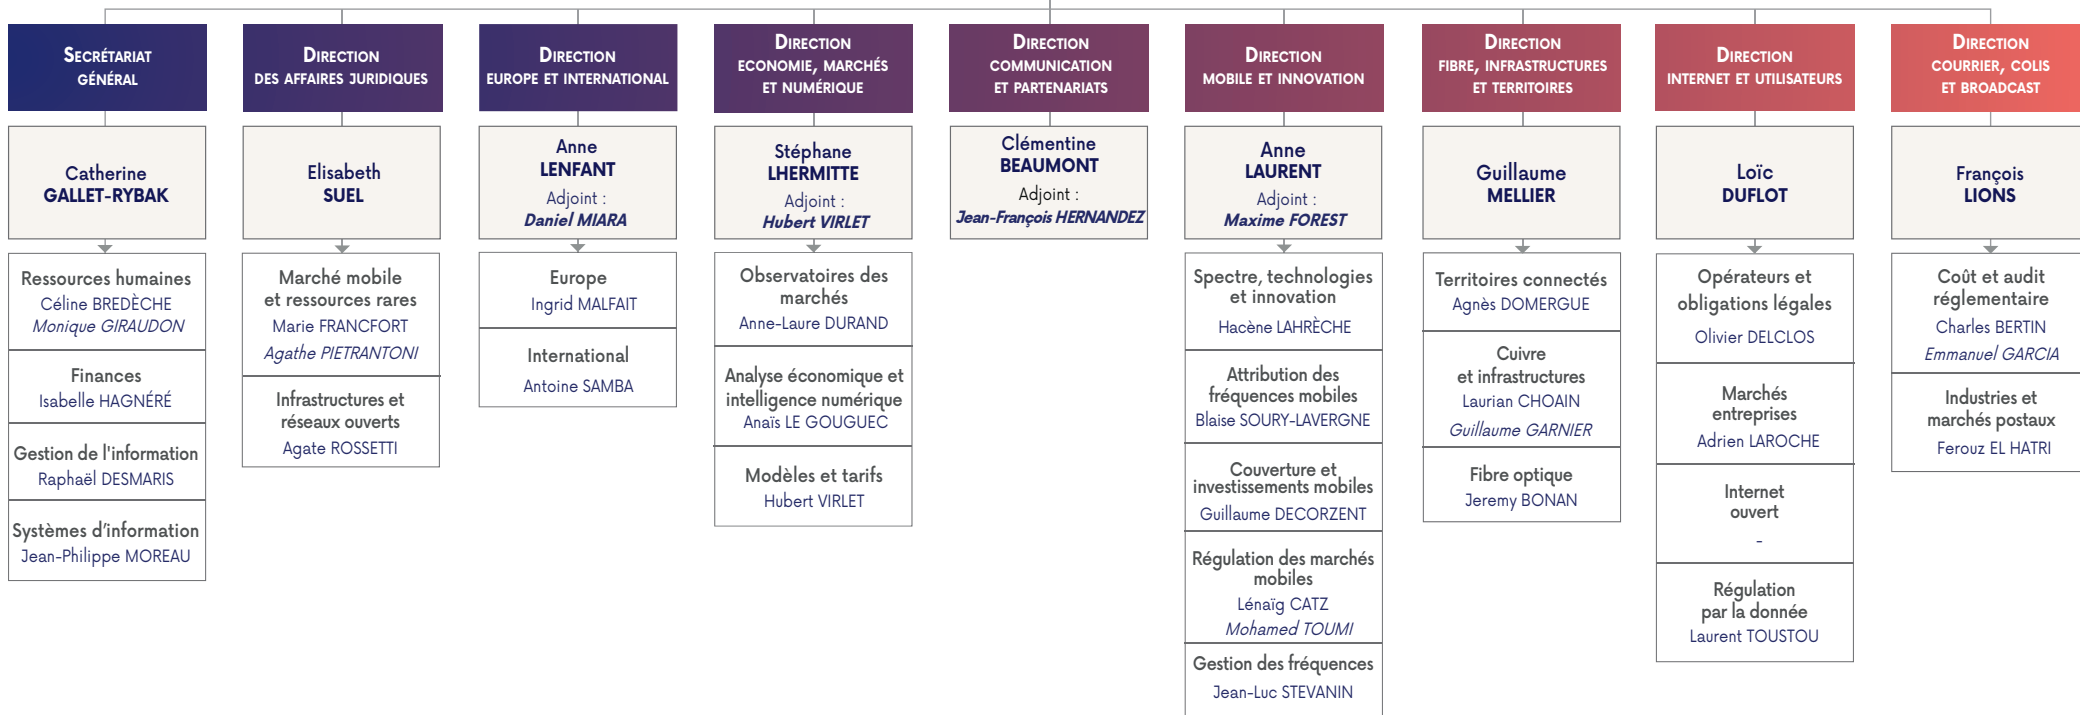 SECRÉTARIAT
GÉNÉRAL
Catherine
GALLET-RYBAK
Ressources humaines
Céline BREDÈCHE
Monique GIRAUDON
Finances
Isabelle HAGNÉRÉ
Gestion de l'information
Raphaël DESMARIS
Systèmes d’information
Jean-Philippe MOREAU
DIRECTION
DES AFFAIRES JURIDIQUES
Elisabeth
SUEL
Marché mobile
et ressources rares
Marie FRANCFORT
Agathe PIETRANTONI
Infrastructures et
réseaux ouverts
Agate ROSSETTI
DIRECTION
EUROPE ET INTERNATIONAL
Anne
LENFANT
Adjoint :
Daniel MIARA
Europe
Ingrid MALFAIT
International
Antoine SAMBA
DIRECTION
ECONOMIE, MARCHÉS
ET NUMÉRIQUE
Stéphane
LHERMITTE
Adjoint :
Hubert VIRLET
Observatoires des
marchés
Anne-Laure DURAND
Analyse économique et
intelligence numérique
Anaïs LE GOUGUEC
Modèles et tarifs
Hubert VIRLET
DIRECTION
COMMUNICATION
ET PARTENARIATS
Clémentine
BEAUMONT
Adjoint :
Jean-François HERNANDEZ
DIRECTION
MOBILE ET INNOVATION
Anne
LAURENT
Adjoint :
Maxime FOREST
Spectre, technologies
et innovation
Hacène LAHRÈCHE
Attribution des
fréquences mobiles
Blaise SOURY-LAVERGNE
Couverture et
investissements mobiles
Guillaume DECORZENT
Régulation des marchés
mobiles
Lénaïg CATZ
Mohamed TOUMI
Gestion des fréquences
Jean-Luc STEVANIN
DIRECTION
FIBRE, INFRASTRUCTURES
ET TERRITOIRES
Guillaume
MELLIER
Territoires connectés
Agnès DOMERGUE
Cuivre
et infrastructures
Laurian CHOAIN
Guillaume GARNIER
Fibre optique
Jeremy BONAN
DIRECTION
INTERNET ET UTILISATEURS
Loïc
DUFLOT
Opérateurs et
obligations légales
Olivier DELCLOS
Marchés
entreprises
Adrien LAROCHE
Internet
ouvert
-
Régulation
par la donnée
Laurent TOUSTOU
DIRECTION
COURRIER, COLIS
ET BROADCAST
François
LIONS
Coût et audit
réglementaire
Charles BERTIN
Emmanuel GARCIA
Industries et
marchés postaux
Ferouz EL HATRI